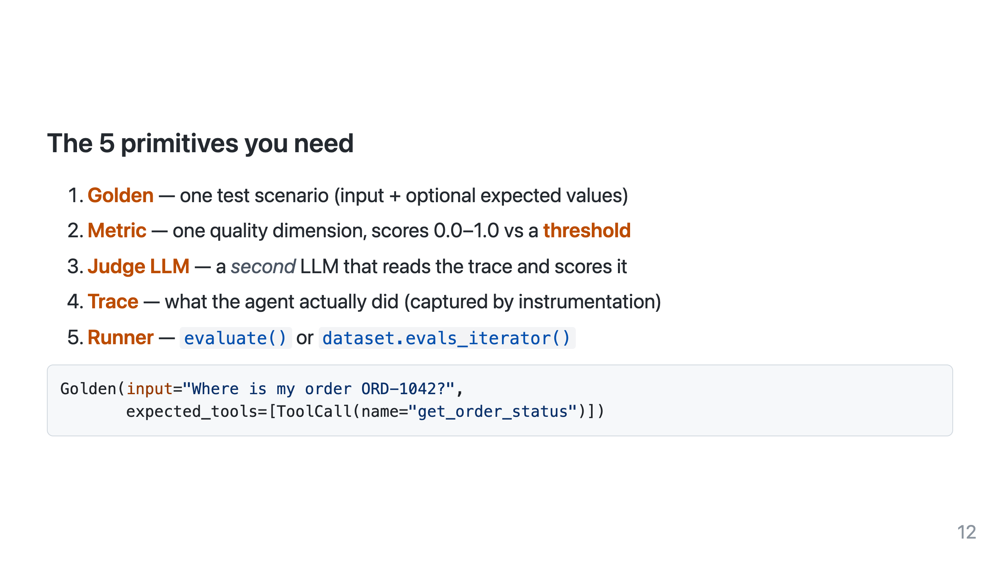 The 5 primitives you need
1. Golden — one test scenario (input + optional expected values)
2. Metric — one quality dimension, scores 0.0–1.0 vs a threshold
3. Judge LLM — a second LLM that reads the trace and scores it
4. Trace — what the agent actually did (captured by instrumentation)
5. Runner — evaluate() or dataset.evals_iterator()
Golden(input="Where is my order ORD-1042?",
       expected_tools=[ToolCall(name="get_order_status")])
12